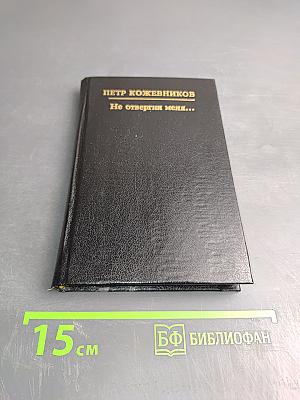 ПЕТР КОЖЕВНИКОВ
Не отвергни меня...
15 см
БФ БИБЛИОФАН